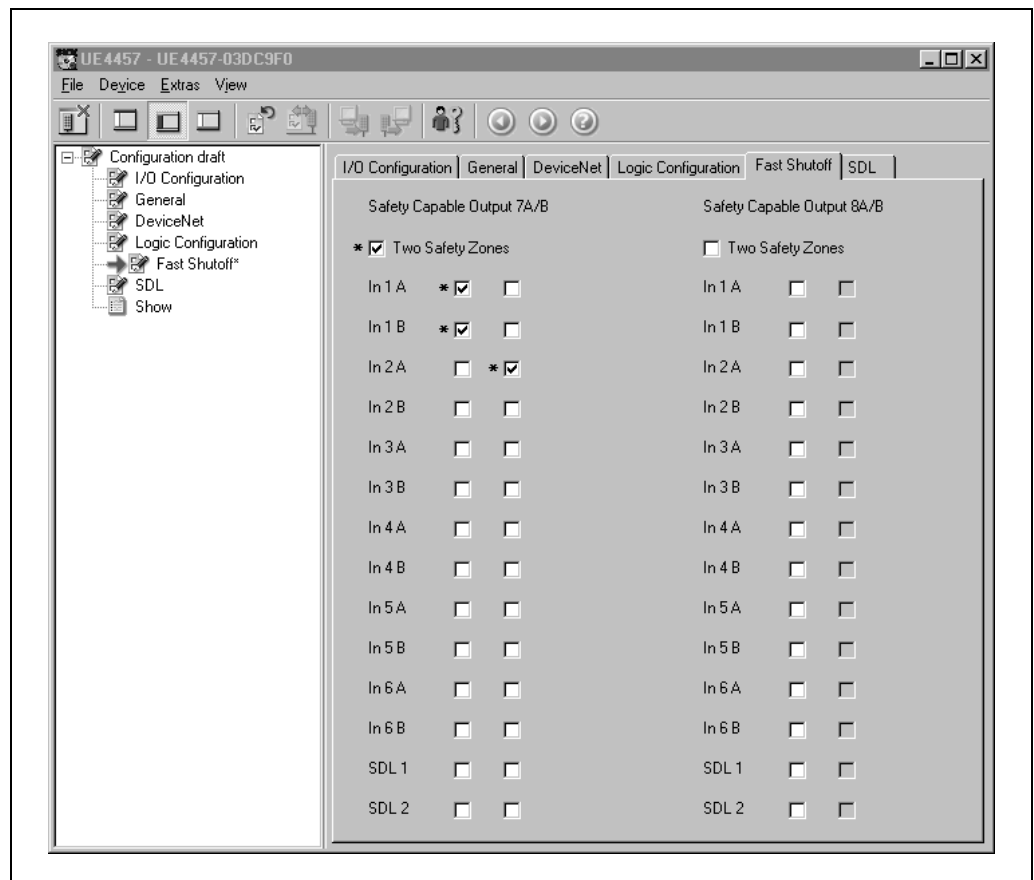 UE4457 - UE4457-03DC9F0
File Device Extras View
Configuration draft
I/O Configuration
General
DeviceNet
Logic Configuration
Fast Shutoff*
SDL
Show
I/O Configuration General DeviceNet Logic Configuration Fast Shutoff SDL
Safety Capable Output 7A/B Safety Capable Output 8A/B
* Two Safety Zones Two Safety Zones
In 1 A * In 1 A
In 1 B * In 1 B
In 2 A * In 2 A
In 2 B In 2 B
In 3 A In 3 A
In 3 B In 3 B
In 4 A In 4 A
In 4 B In 4 B
In 5 A In 5 A
In 5 B In 5 B
In 6 A In 6 A
In 6 B In 6 B
SDL 1 SDL 1
SDL 2 SDL 2